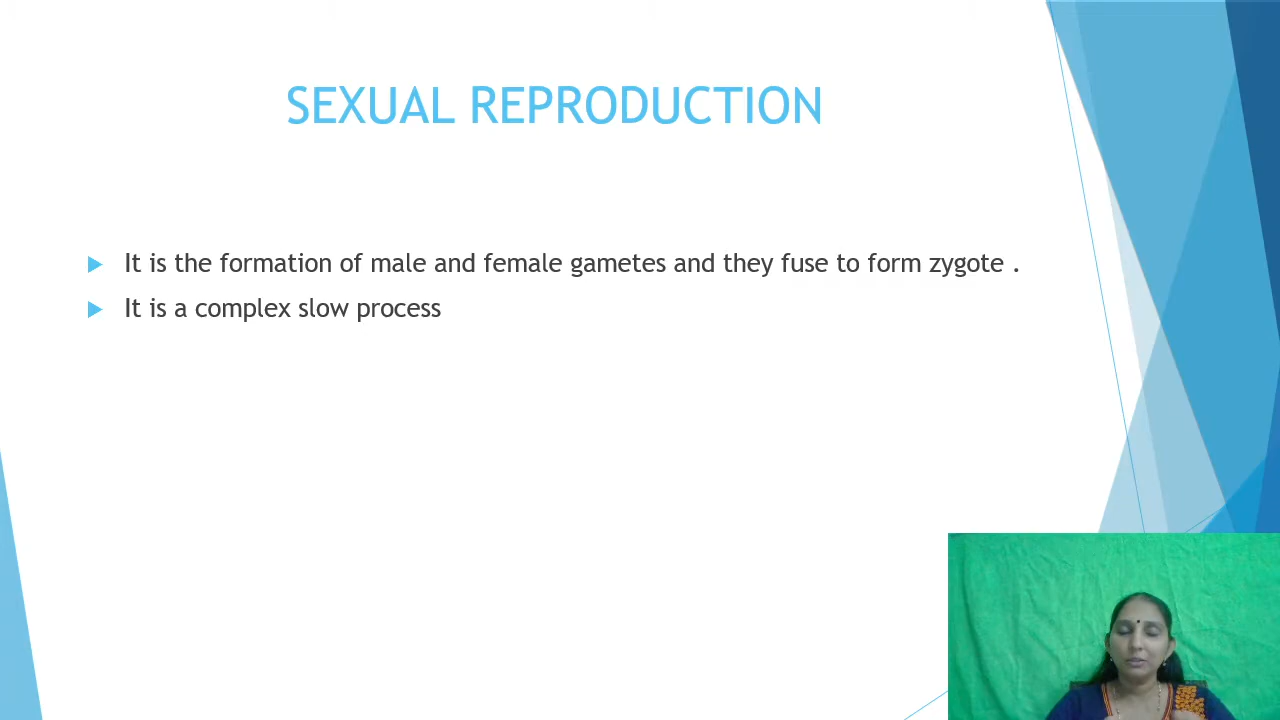 SEXUAL REPRODUCTION
It is the formation of male and female gametes and they fuse to form zygote .
It is a complex slow process